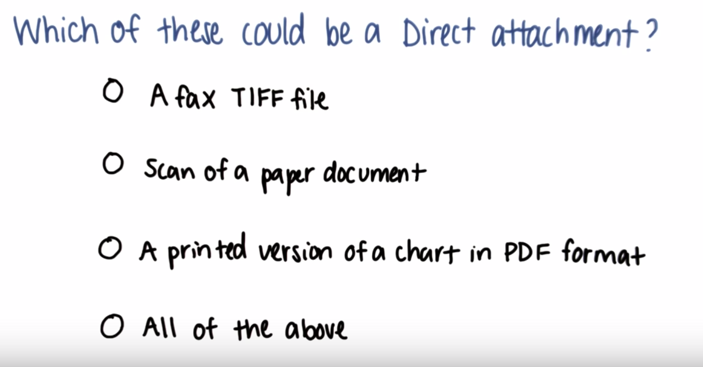 Which of these could be a Direct attachment?
A fax TIFF file
Scan of a paper document
A printed version of a chart in PDF format
All of the above